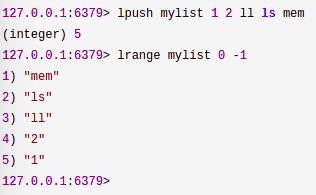 127.0.0.1:6379> lpush mylist 1 2 ll ls mem
(integer) 5
127.0.0.1:6379> lrange mylist 0 -1
1) "mem"
2) "ls"
3) "ll"
4) "2"
5) "1"
127.0.0.1:6379>